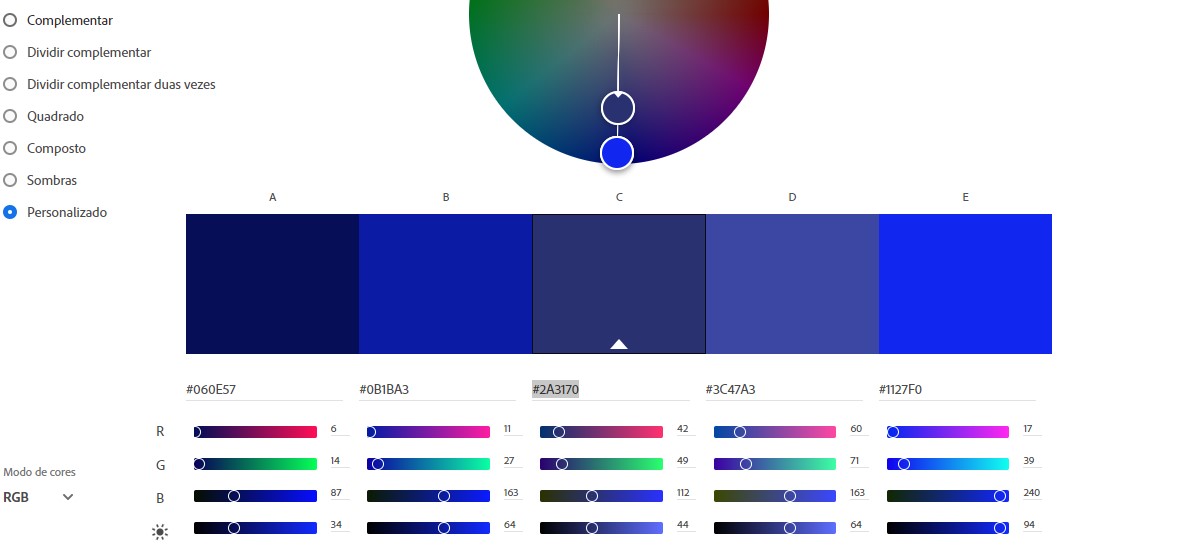 Complementar
Dividir complementar
Dividir complementar duas vezes
Quadrado
Composto
Sombras
Personalizado
A B C D E
#060E57 #0B1BA3 #2A3170 #3C47A3 #1127F0
R 6 11 42 60 17
G 14 27 49 71 39
Modo de cores
B 87 163 112 163 240
RGB
34 64 44 64 94